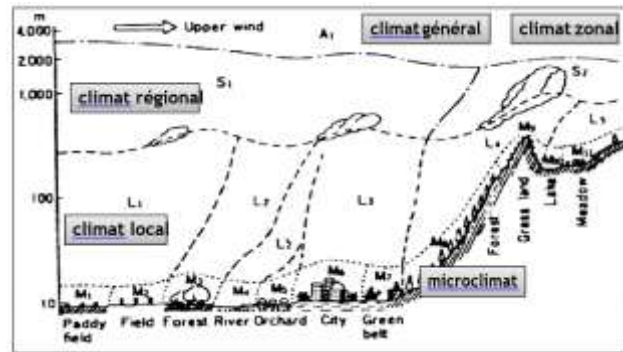 m
Upper wind
4,000
A₁
climat général
climat zonal
2,000
1,000
S₁
S₂
climat régional
L₅
M₉
L₄
100
L₁
L₂
L₃
climat local
microclimat
M₁
M₂
M₃
M₄
M₅
M₆
M₇
10
Paddy field
Field
Forest
River
Orchard
City
Green belt
Forest
Grass land
Lake
Meadow